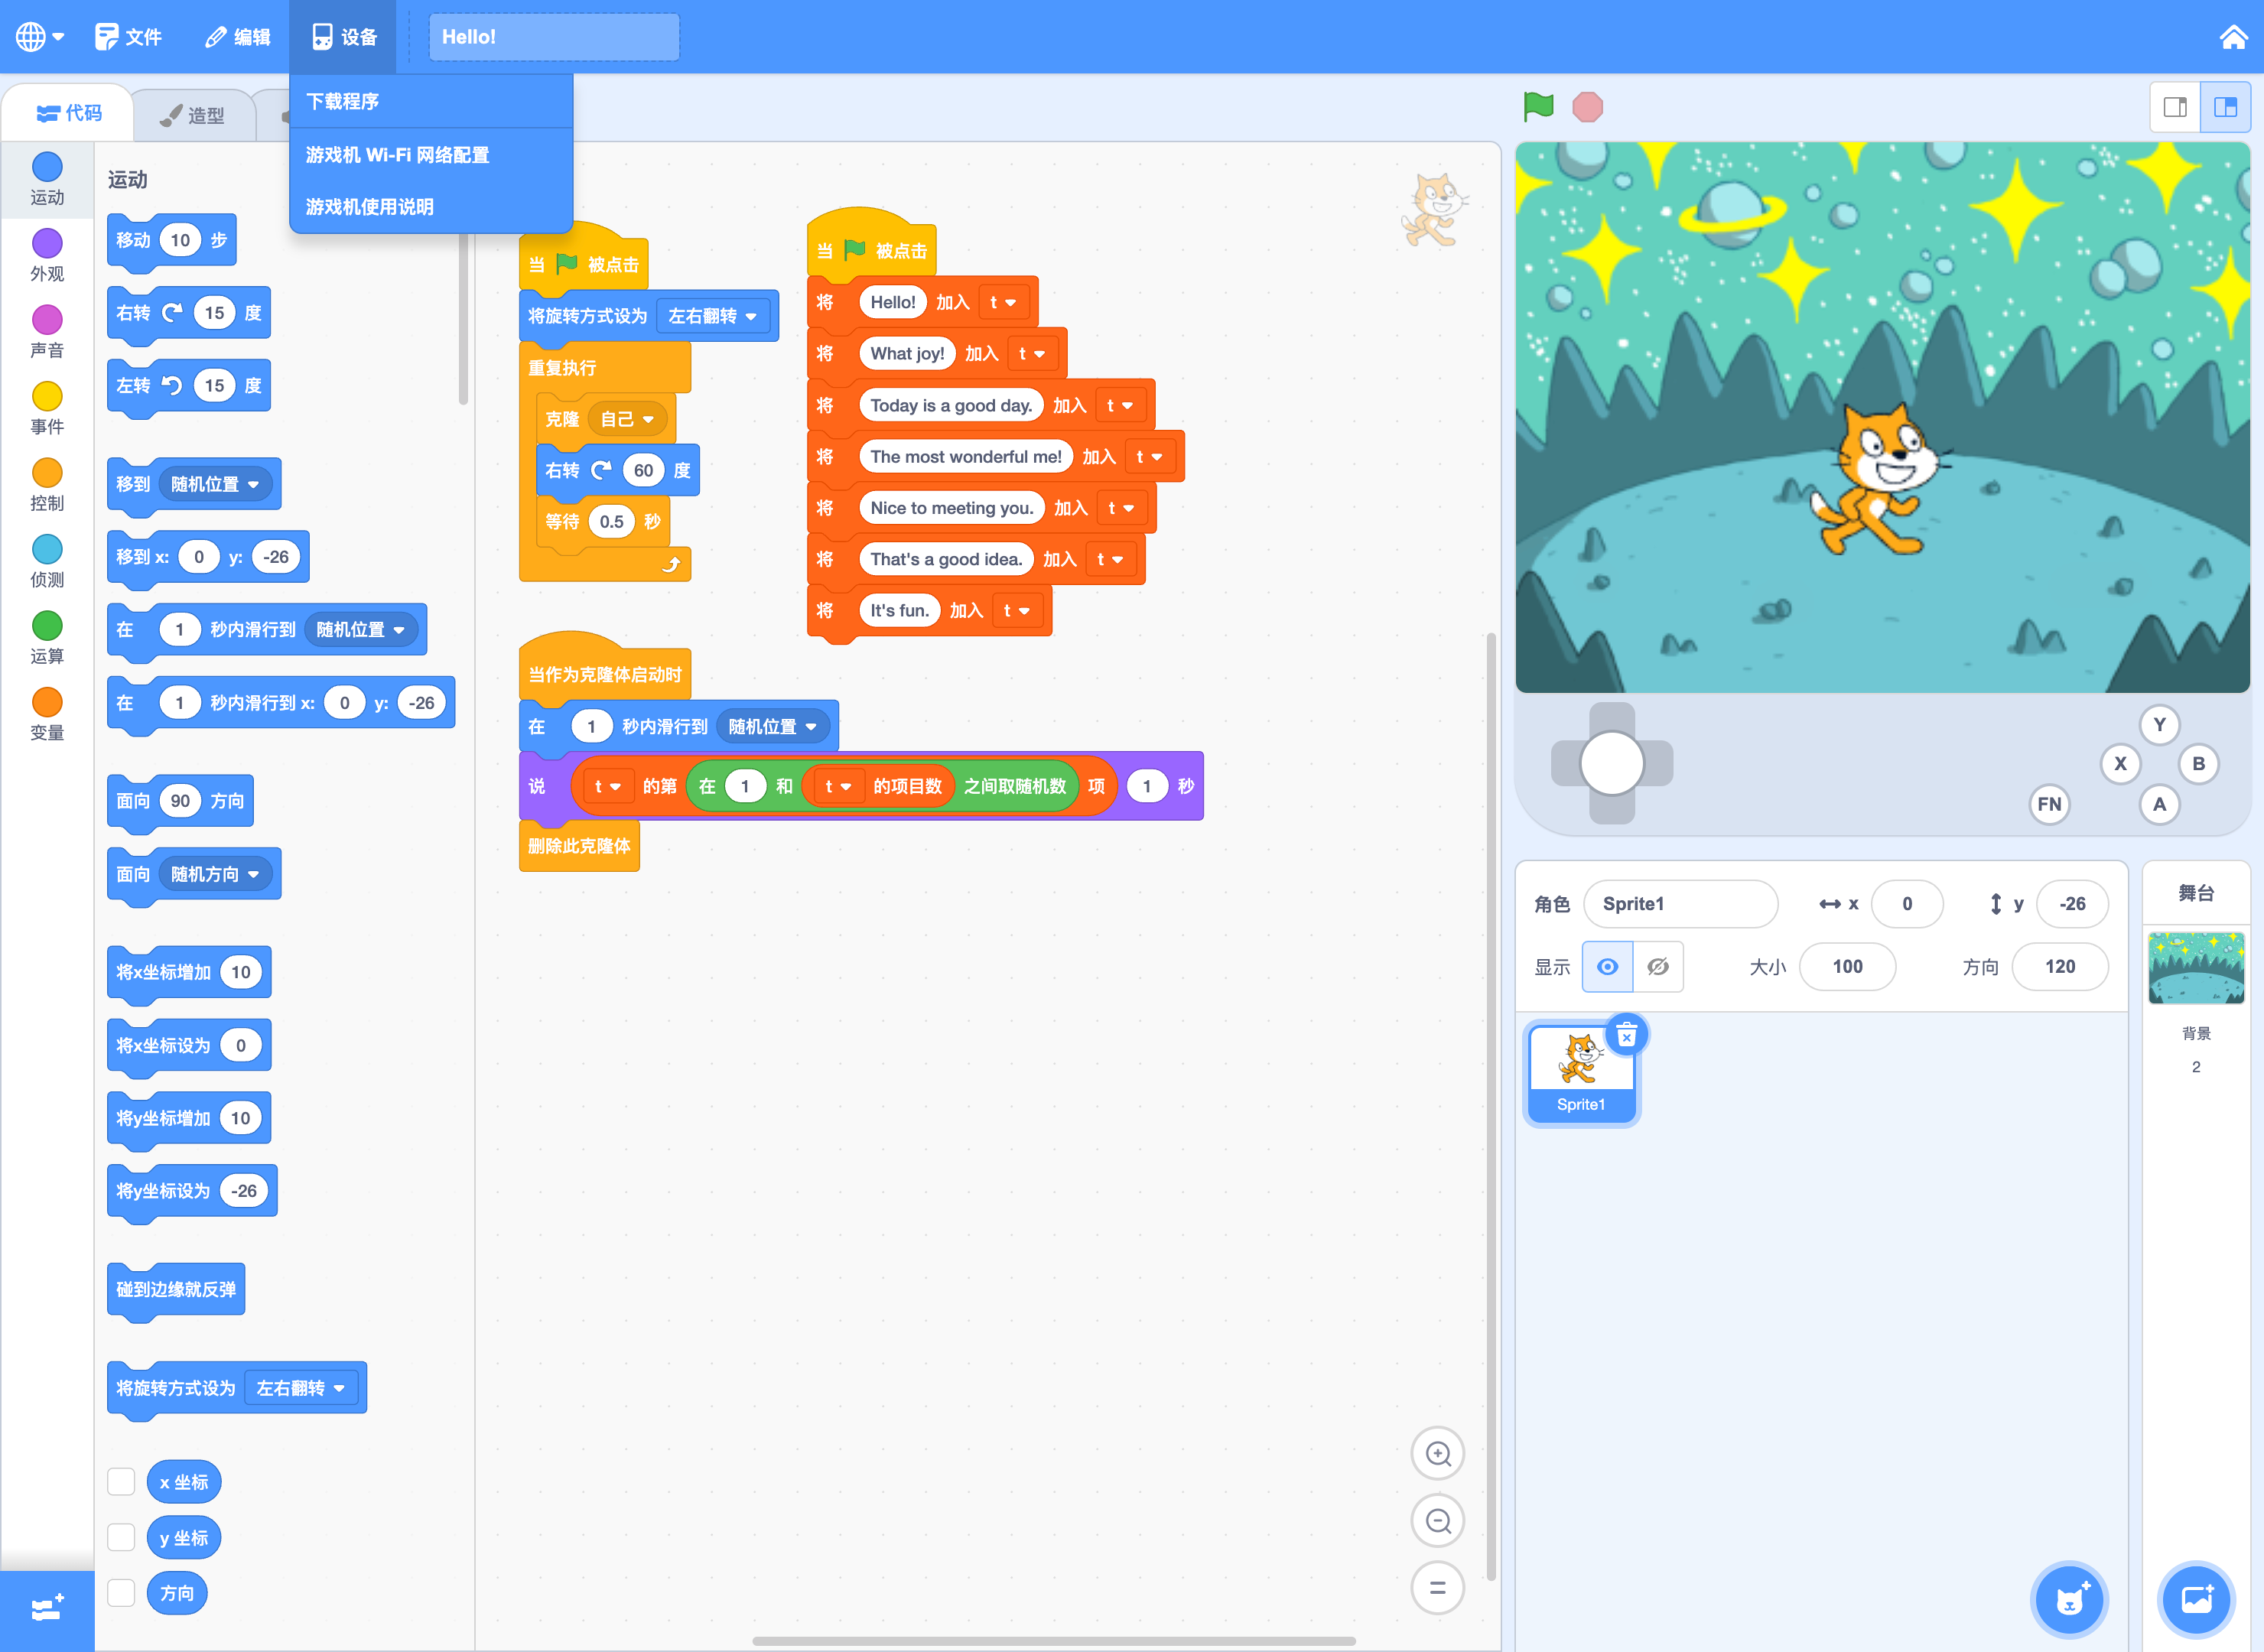 文件
编辑
设备
Hello!
下载程序
游戏机 Wi-Fi 网络配置
游戏机使用说明
代码
造型
运动
外观
声音
事件
控制
侦测
运算
变量
运动
移动 10 步
右转 15 度
左转 15 度
移到 随机位置
移到 x: 0 y: -26
在 1 秒内滑行到 随机位置
在 1 秒内滑行到 x: 0 y: -26
面向 90 方向
面向 随机方向
将x坐标增加 10
将x坐标设为 0
将y坐标增加 10
将y坐标设为 -26
碰到边缘就反弹
将旋转方式设为 左右翻转
x 坐标
y 坐标
方向
当 被点击
将旋转方式设为 左右翻转
重复执行
克隆 自己
右转 60 度
等待 0.5 秒
当 被点击
将 Hello! 加入 t
将 What joy! 加入 t
将 Today is a good day. 加入 t
将 The most wonderful me! 加入 t
将 Nice to meeting you. 加入 t
将 That's a good idea. 加入 t
将 It's fun. 加入 t
当作为克隆体启动时
在 1 秒内滑行到 随机位置
说 t 的第 在 1 和 t 的项目数 之间取随机数 项 1 秒
删除此克隆体
Y
X
B
FN
A
角色 Sprite1 x 0 y -26
显示 大小 100 方向 120
Sprite1
舞台
背景
2